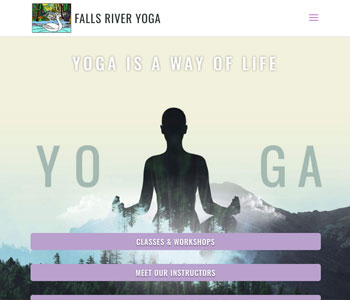 FALLS RIVER YOGA
YOGA IS A WAY OF LIFE
YO GA
CLASSES & WORKSHOPS
MEET OUR INSTRUCTORS